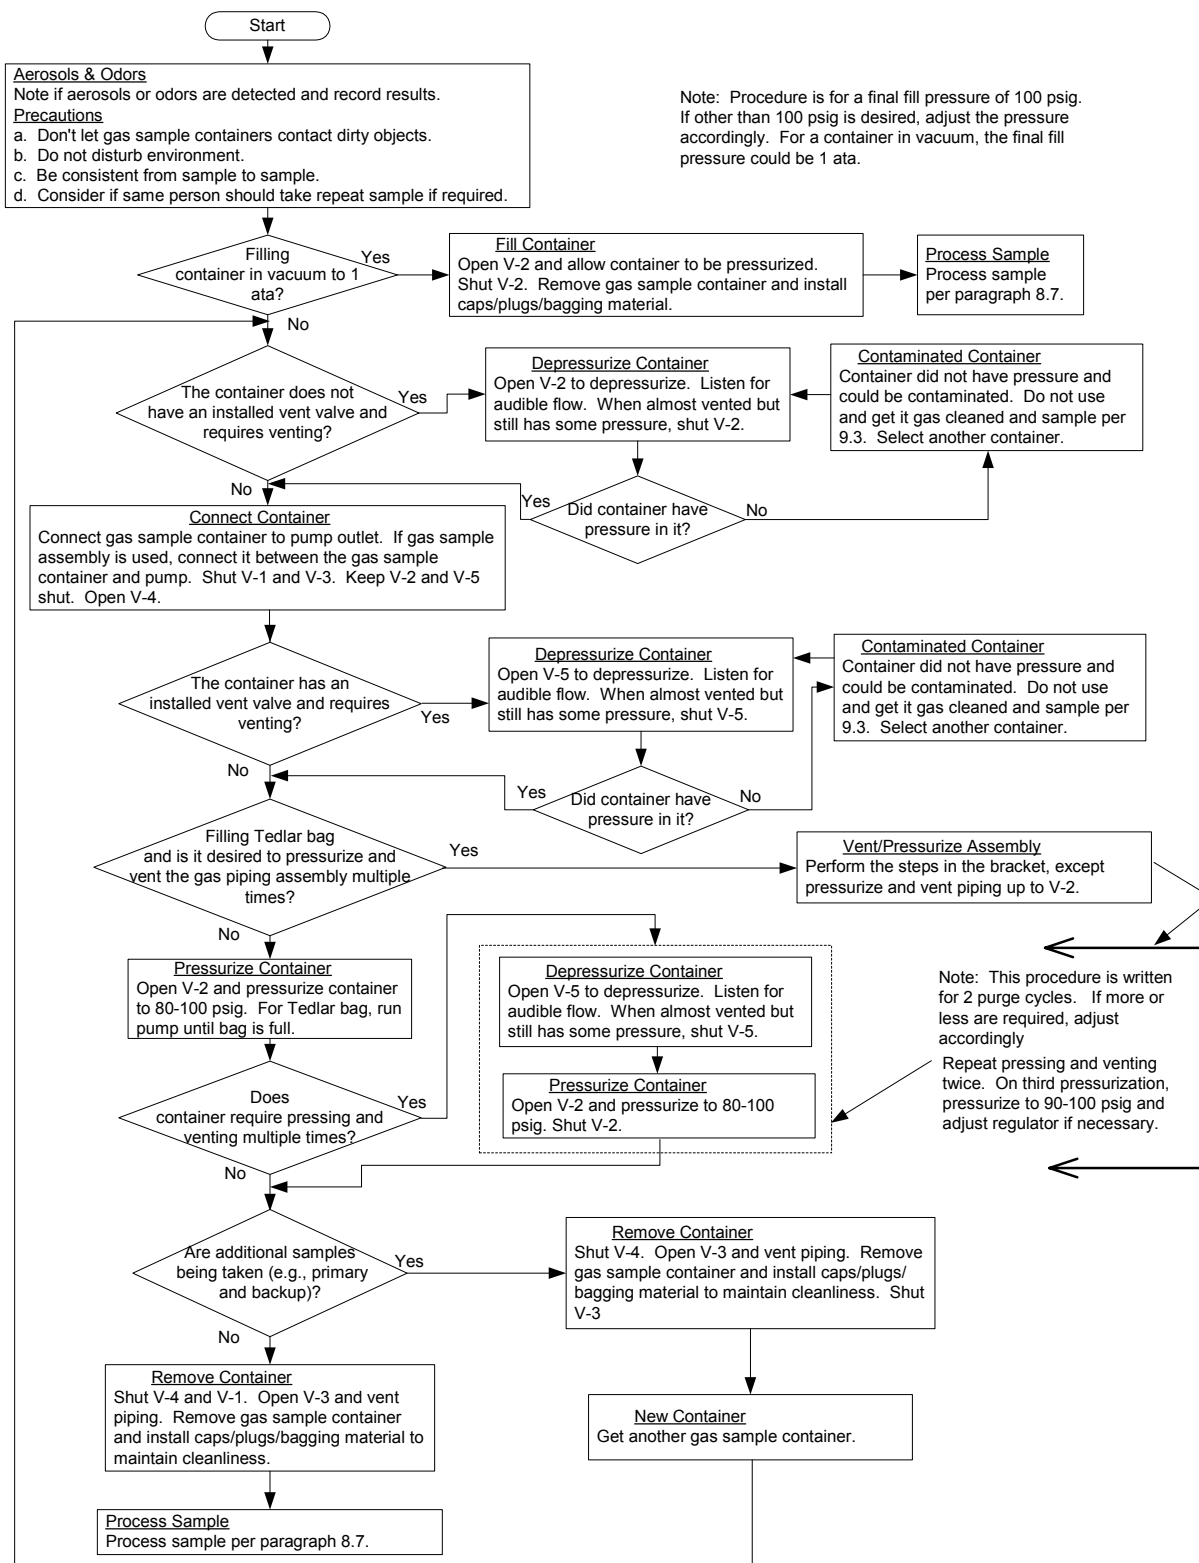 Start
Aerosols & Odors
Note if aerosols or odors are detected and record results.
Precautions
a. Don't let gas sample containers contact dirty objects.
b. Do not disturb environment.
c. Be consistent from sample to sample.
d. Consider if same person should take repeat sample if required.
Note: Procedure is for a final fill pressure of 100 psig.
If other than 100 psig is desired, adjust the pressure
accordingly. For a container in vacuum, the final fill
pressure could be 1 ata.
Filling
container in vacuum to 1
ata?
Yes
Fill Container
Open V-2 and allow container to be pressurized.
Shut V-2. Remove gas sample container and install
caps/plugs/bagging material.
Process Sample
Process sample
per paragraph 8.7.
No
The container does not
have an installed vent valve and
requires venting?
Yes
Depressurize Container
Open V-2 to depressurize. Listen for
audible flow. When almost vented but
still has some pressure, shut V-2.
Contaminated Container
Container did not have pressure and
could be contaminated. Do not use
and get it gas cleaned and sample per
9.3. Select another container.
No
Yes
Did container have
pressure in it?
No
Connect Container
Connect gas sample container to pump outlet. If gas sample
assembly is used, connect it between the gas sample
container and pump. Shut V-1 and V-3. Keep V-2 and V-5
shut. Open V-4.
The container has an
installed vent valve and requires
venting?
Yes
Depressurize Container
Open V-5 to depressurize. Listen for
audible flow. When almost vented but
still has some pressure, shut V-5.
Contaminated Container
Container did not have pressure and
could be contaminated. Do not use
and get it gas cleaned and sample per
9.3. Select another container.
No
Yes
Did container have
pressure in it?
No
Filling Tedlar bag
and is it desired to pressurize and
vent the gas piping assembly multiple
times?
Yes
Vent/Pressurize Assembly
Perform the steps in the bracket, except
pressurize and vent piping up to V-2.
No
Pressurize Container
Open V-2 and pressurize container
to 80-100 psig. For Tedlar bag, run
pump until bag is full.
Depressurize Container
Open V-5 to depressurize. Listen for
audible flow. When almost vented but
still has some pressure, shut V-5.
Note: This procedure is written
for 2 purge cycles. If more or
less are required, adjust
accordingly
Repeat pressing and venting
twice. On third pressurization,
pressurize to 90-100 psig and
adjust regulator if necessary.
Does
container require pressing and
venting multiple times?
Yes
Pressurize Container
Open V-2 and pressurize to 80-100
psig. Shut V-2.
No
Are additional samples
being taken (e.g., primary
and backup)?
Yes
Remove Container
Shut V-4. Open V-3 and vent piping. Remove
gas sample container and install caps/plugs/
bagging material to maintain cleanliness. Shut
V-3
No
Remove Container
Shut V-4 and V-1. Open V-3 and vent
piping. Remove gas sample container
and install caps/plugs/bagging material to
maintain cleanliness.
New Container
Get another gas sample container.
Process Sample
Process sample per paragraph 8.7.